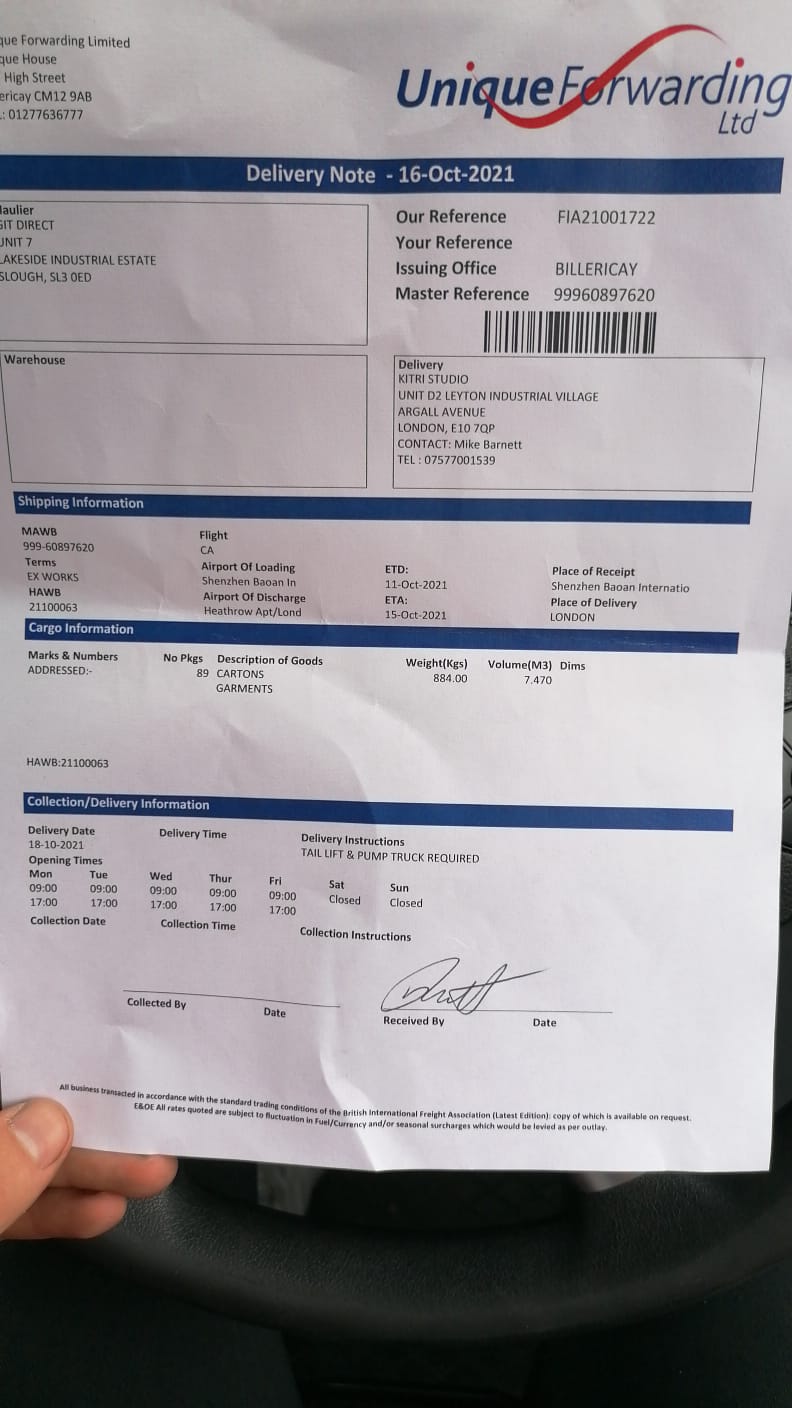 que Forwarding Limited
que House
High Street
ericay CM12 9AB
.: 01277636777
UniqueForwarding
Ltd
Delivery Note - 16-Oct-2021
aulier
GIT DIRECT
UNIT 7
LAKESIDE INDUSTRIAL ESTATE
SLOUGH, SL3 0ED
Our Reference FIA21001722
Your Reference
Issuing Office BILLERICAY
Master Reference 99960897620
Warehouse
Delivery
KITRI STUDIO
UNIT D2 LEYTON INDUSTRIAL VILLAGE
ARGALL AVENUE
LONDON, E10 7QP
CONTACT: Mike Barnett
TEL : 07577001539
Shipping Information
MAWB Flight
999-60897620 CA
Terms Airport Of Loading ETD: Place of Receipt
EX WORKS Shenzhen Baoan In 11-Oct-2021 Shenzhen Baoan Internatio
HAWB Airport Of Discharge ETA: Place of Delivery
21100063 Heathrow Apt/Lond 15-Oct-2021 LONDON
Cargo Information
Marks & Numbers No Pkgs Description of Goods Weight(Kgs) Volume(M3) Dims
ADDRESSED:- 89 CARTONS 884.00 7.470
GARMENTS
HAWB:21100063
Collection/Delivery Information
Delivery Date Delivery Time Delivery Instructions
18-10-2021 TAIL LIFT & PUMP TRUCK REQUIRED
Opening Times
Mon Tue Wed Thur Fri Sat Sun
09:00 09:00 09:00 09:00 09:00 Closed Closed
17:00 17:00 17:00 17:00 17:00
Collection Date Collection Time Collection Instructions
Collected By Date Received By Date
All business transacted in accordance with the standard trading conditions of the British International Freight Association (Latest Edition): copy of which is available on request.
E&OE All rates quoted are subject to fluctuation in Fuel/Currency and/or seasonal surcharges which would be levied as per outlay.